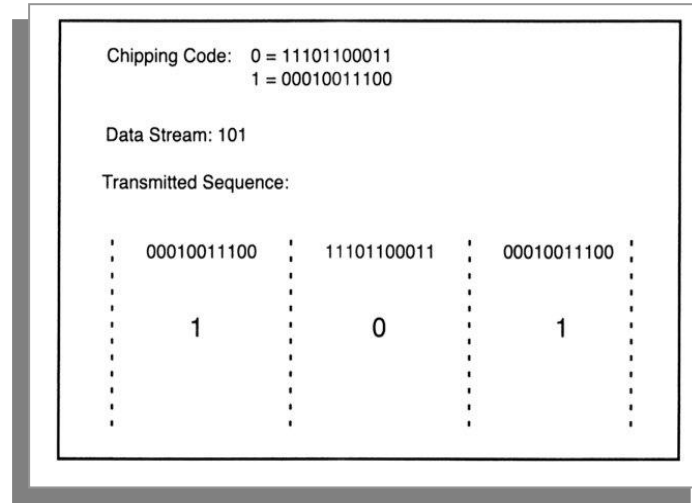 Chipping Code: 0 = 11101100011
1 = 00010011100
Data Stream: 101
Transmitted Sequence:
00010011100 11101100011 00010011100
1 0 1